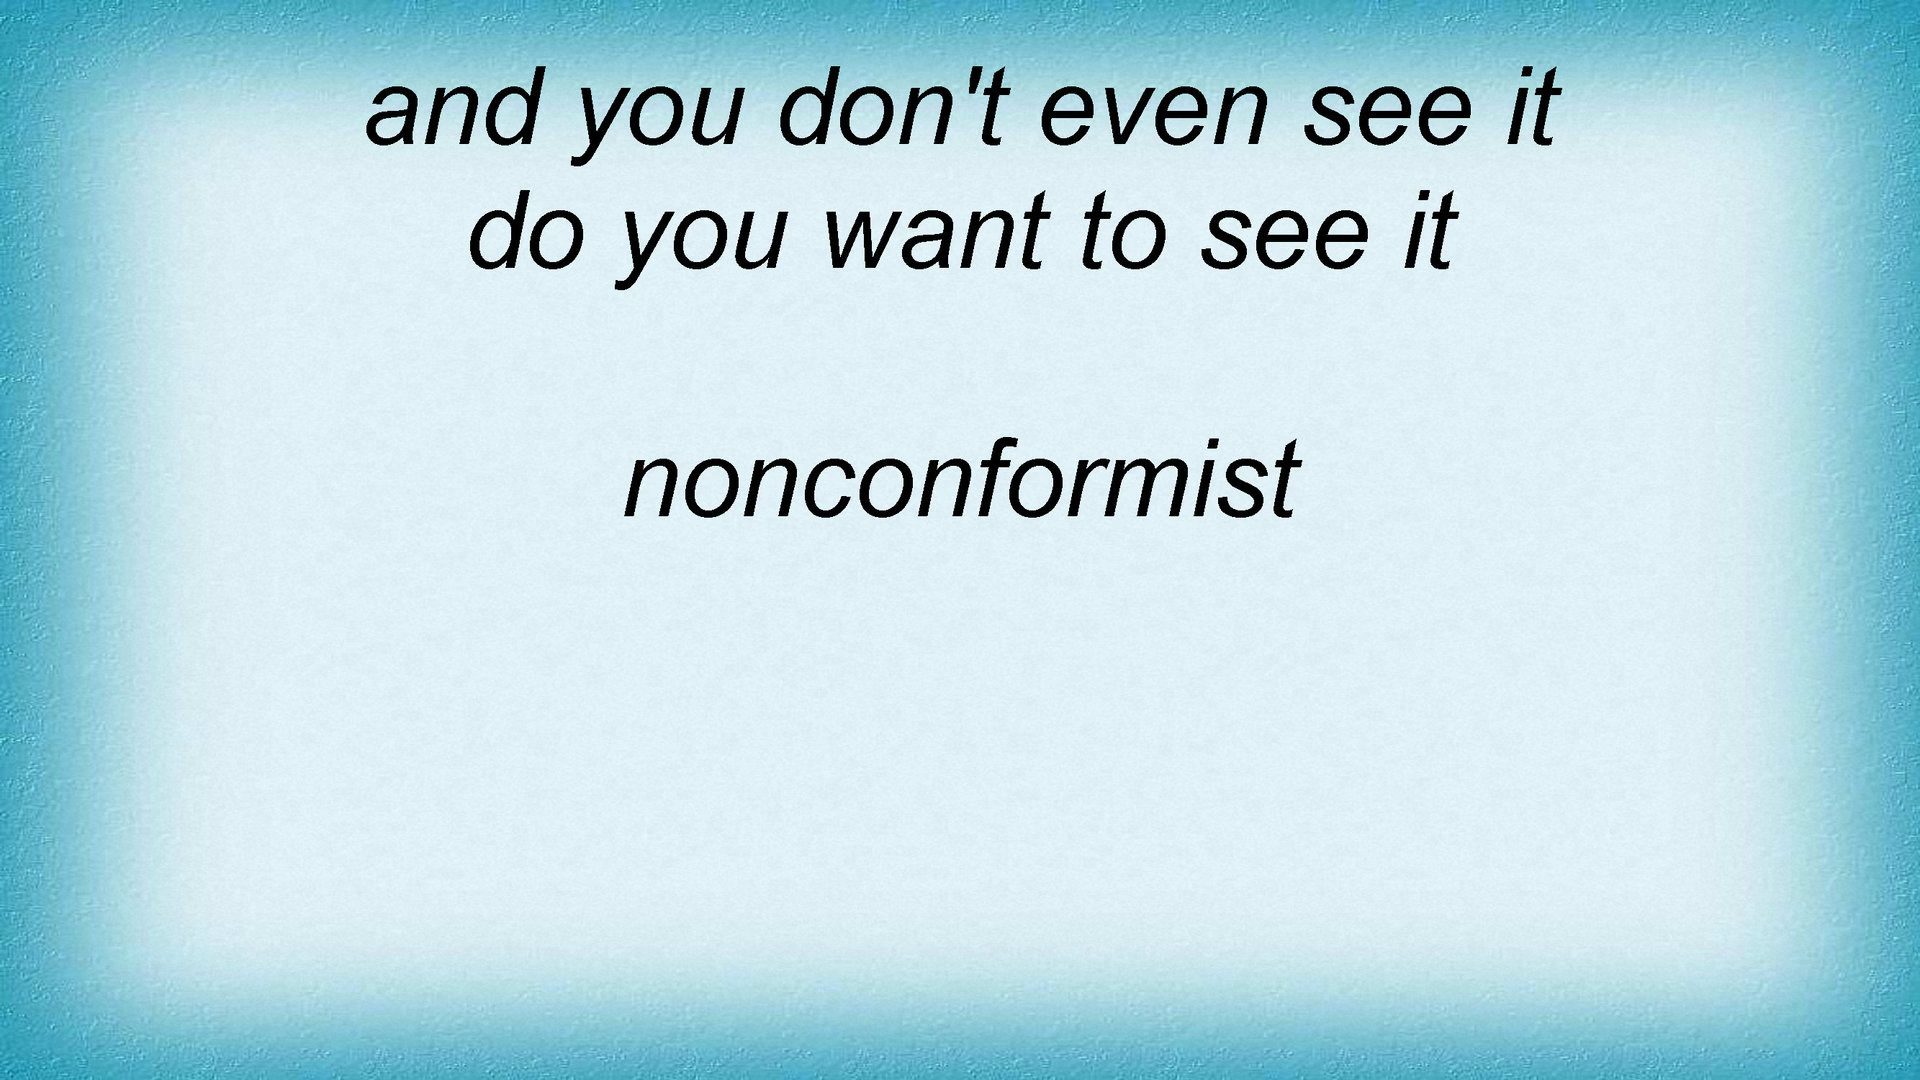 and you don't even see it
do you want to see it
nonconformist